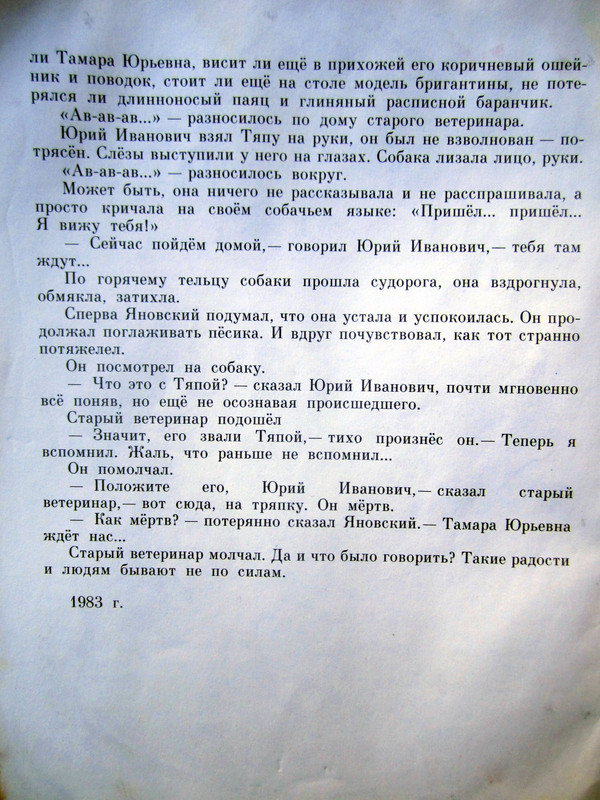 ли Тамара Юрьевна, висит ли ещё в прихожей его коричневый ошей-
ник и поводок, стоит ли ещё на столе модель бригантины, не поте-
рялся ли длинноносый паяц и глиняный расписной баранчик.
«Ав-ав-ав...» — разносилось по дому старого ветеринара.
Юрий Иванович взял Тяпу на руки, он был не взволнован — по-
трясён. Слёзы выступили у него на глазах. Собака лизала лицо, руки.
«Ав-ав-ав...» — разносилось вокруг.
Может быть, она ничего не рассказывала и не расспрашивала, а
просто кричала на своём собачьем языке: «Пришёл... пришёл...
Я вижу тебя!»
— Сейчас пойдём домой,— говорил Юрий Иванович,— тебя там
ждут...
По горячему тельцу собаки прошла судорога, она вздрогнула,
обмякла, затихла.
Сперва Яновский подумал, что она устала и успокоилась. Он про-
должал поглаживать пёсика. И вдруг почувствовал, как тот странно
потяжелел.
Он посмотрел на собаку.
— Что это с Тяпой? — сказал Юрий Иванович, почти мгновенно
всё поняв, но ещё не осознавая происшедшего.
Старый ветеринар подошёл
— Значит, его звали Тяпой,— тихо произнёс он.— Теперь я
вспомнил. Жаль, что раньше не вспомнил...
Он помолчал.
— Положите его, Юрий Иванович,— сказал старый
ветеринар,— вот сюда, на тряпку. Он мёртв.
— Как мёртв? — потерянно сказал Яновский.— Тамара Юрьевна
ждёт нас...
Старый ветеринар молчал. Да и что было говорить? Такие радости
и людям бывают не по силам.
1983 г.